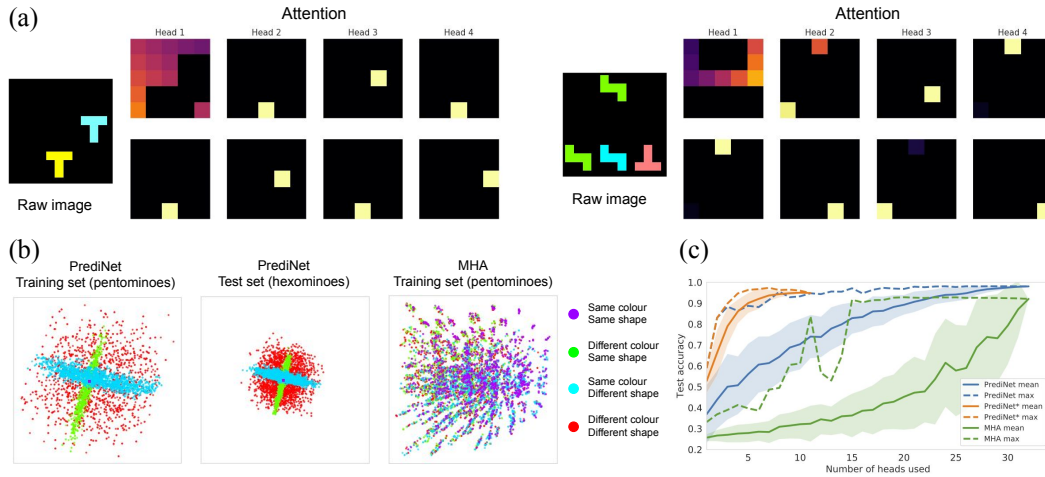 (a)
Attention
Head 1
Head 2
Head 3
Head 4
Raw image
Attention
Head 1
Head 2
Head 3
Head 4
Raw image
(b)
PrediNet
Training set (pentominoes)
PrediNet
Test set (hexominoes)
MHA
Training set (pentominoes)
Same colour
Same shape
Different colour
Same shape
Same colour
Different shape
Different colour
Different shape
(c)
1.0
0.9
0.8
0.7
0.6
0.5
0.4
0.3
0.2
Test accuracy
5
10
15
20
25
30
Number of heads used
PrediNet mean
PrediNet max
PrediNet* mean
PrediNet* max
MHA mean
MHA max